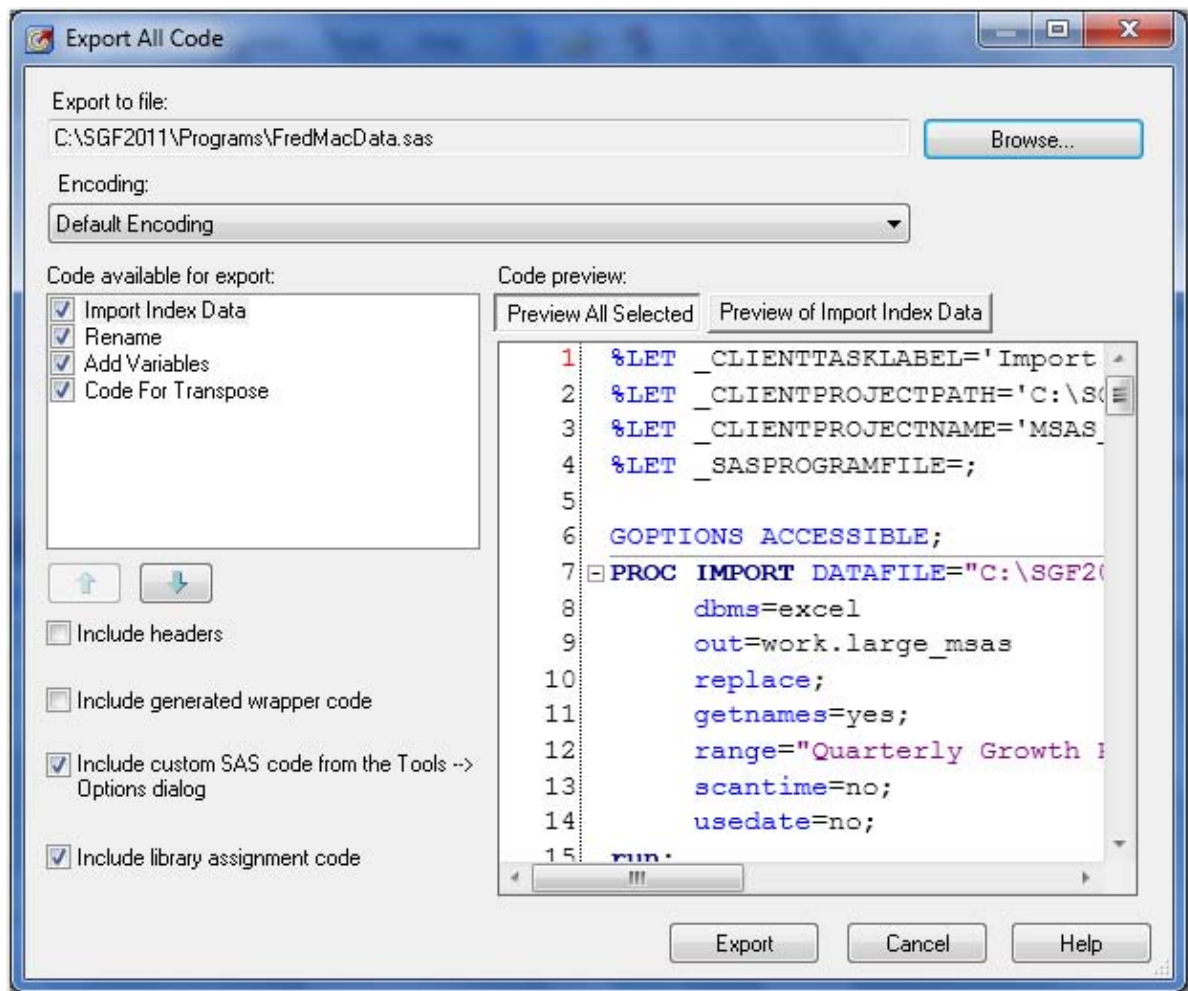 Export All Code
Export to file:
C:\SGF2011\Programs\FredMacData.sas
Browse...
Encoding:
Default Encoding
Code available for export:
Import Index Data
Rename
Add Variables
Code For Transpose
Include headers
Include generated wrapper code
Include custom SAS code from the Tools -->
Options dialog
Include library assignment code
Code preview:
Preview All Selected
Preview of Import Index Data
1 %LET _CLIENTTASKLABEL='Import
2 %LET _CLIENTPROJECTPATH='C:\SG
3 %LET _CLIENTPROJECTNAME='MSAS_
4 %LET _SASPROGRAMFILE=;
5
6 GOPTIONS ACCESSIBLE;
7 PROC IMPORT DATAFILE="C:\SGF20
8 dbms=excel
9 out=work.large_msas
10 replace;
11 getnames=yes;
12 range="Quarterly Growth
13 scantime=no;
14 usedate=no;
15 run;
Export
Cancel
Help